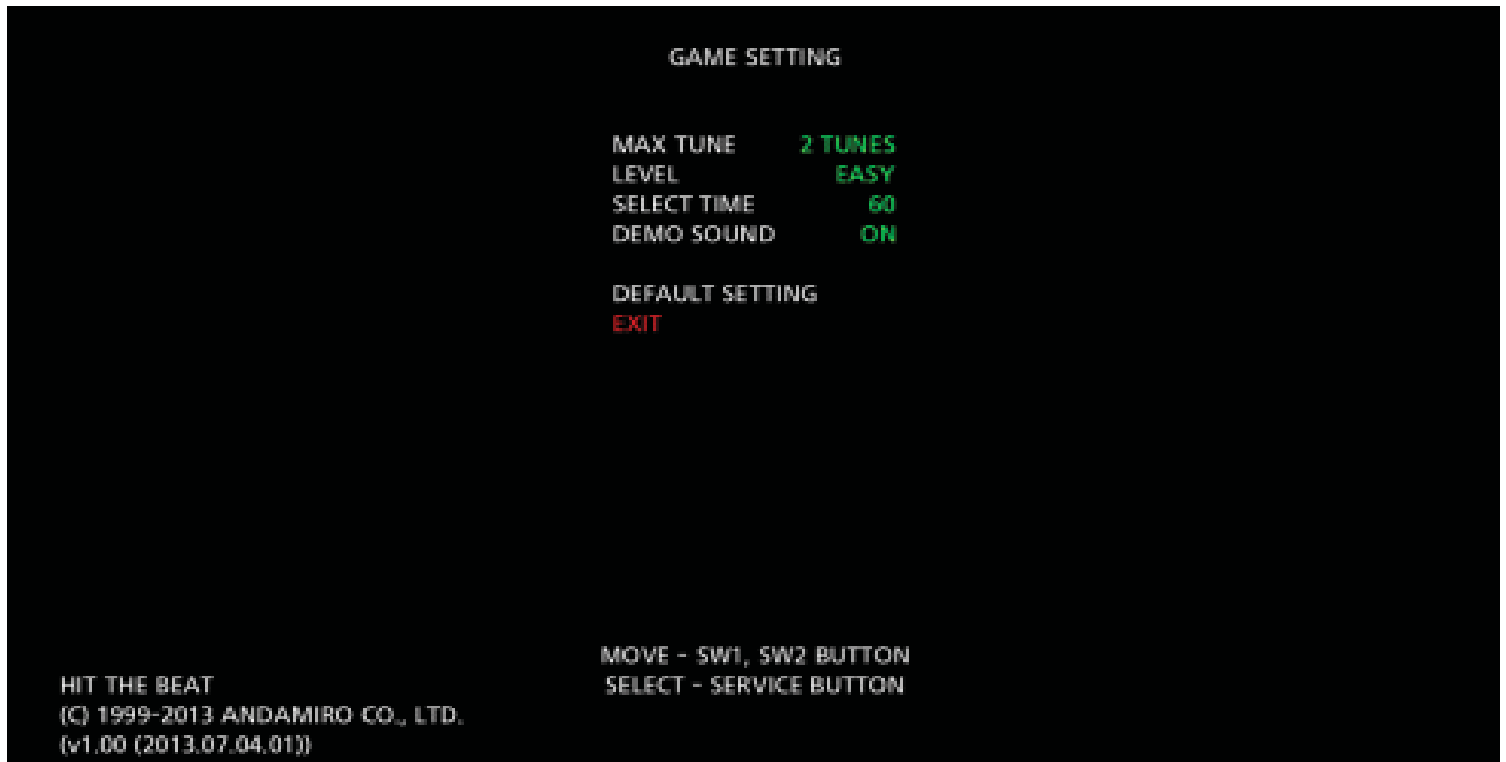 GAME SETTING
MAX TUNE 2 TUNES
LEVEL EASY
SELECT TIME 60
DEMO SOUND ON
DEFAULT SETTING
EXIT
MOVE - SW1, SW2 BUTTON
SELECT - SERVICE BUTTON
HIT THE BEAT
(C) 1999-2013 ANDAMIRO CO., LTD.
(v1.00 (2013.07.04.01))